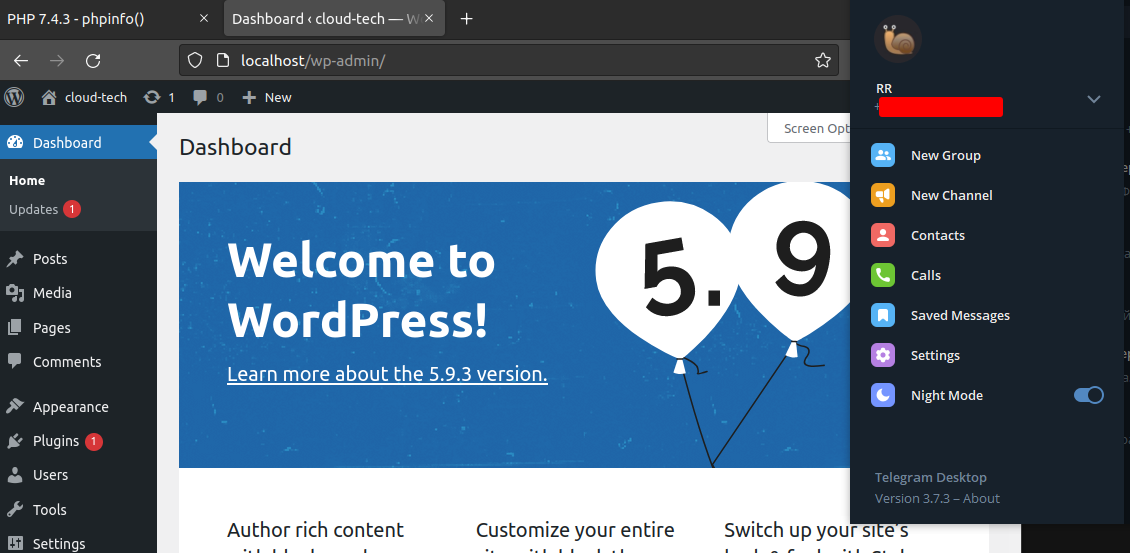 PHP 7.4.3 - phpinfo()
Dashboard ‹ cloud-tech — W
localhost/wp-admin/
cloud-tech
1
0
New
Dashboard
Home
Updates 1
Posts
Media
Pages
Comments
Appearance
Plugins 1
Users
Tools
Settings
Screen Opt
Dashboard
Welcome to
WordPress!
Learn more about the 5.9.3 version.
5.9
Author rich content
Customize your entire
Switch up your site's
RR
+
New Group
New Channel
Contacts
Calls
Saved Messages
Settings
Night Mode
Telegram Desktop
Version 3.7.3 – About